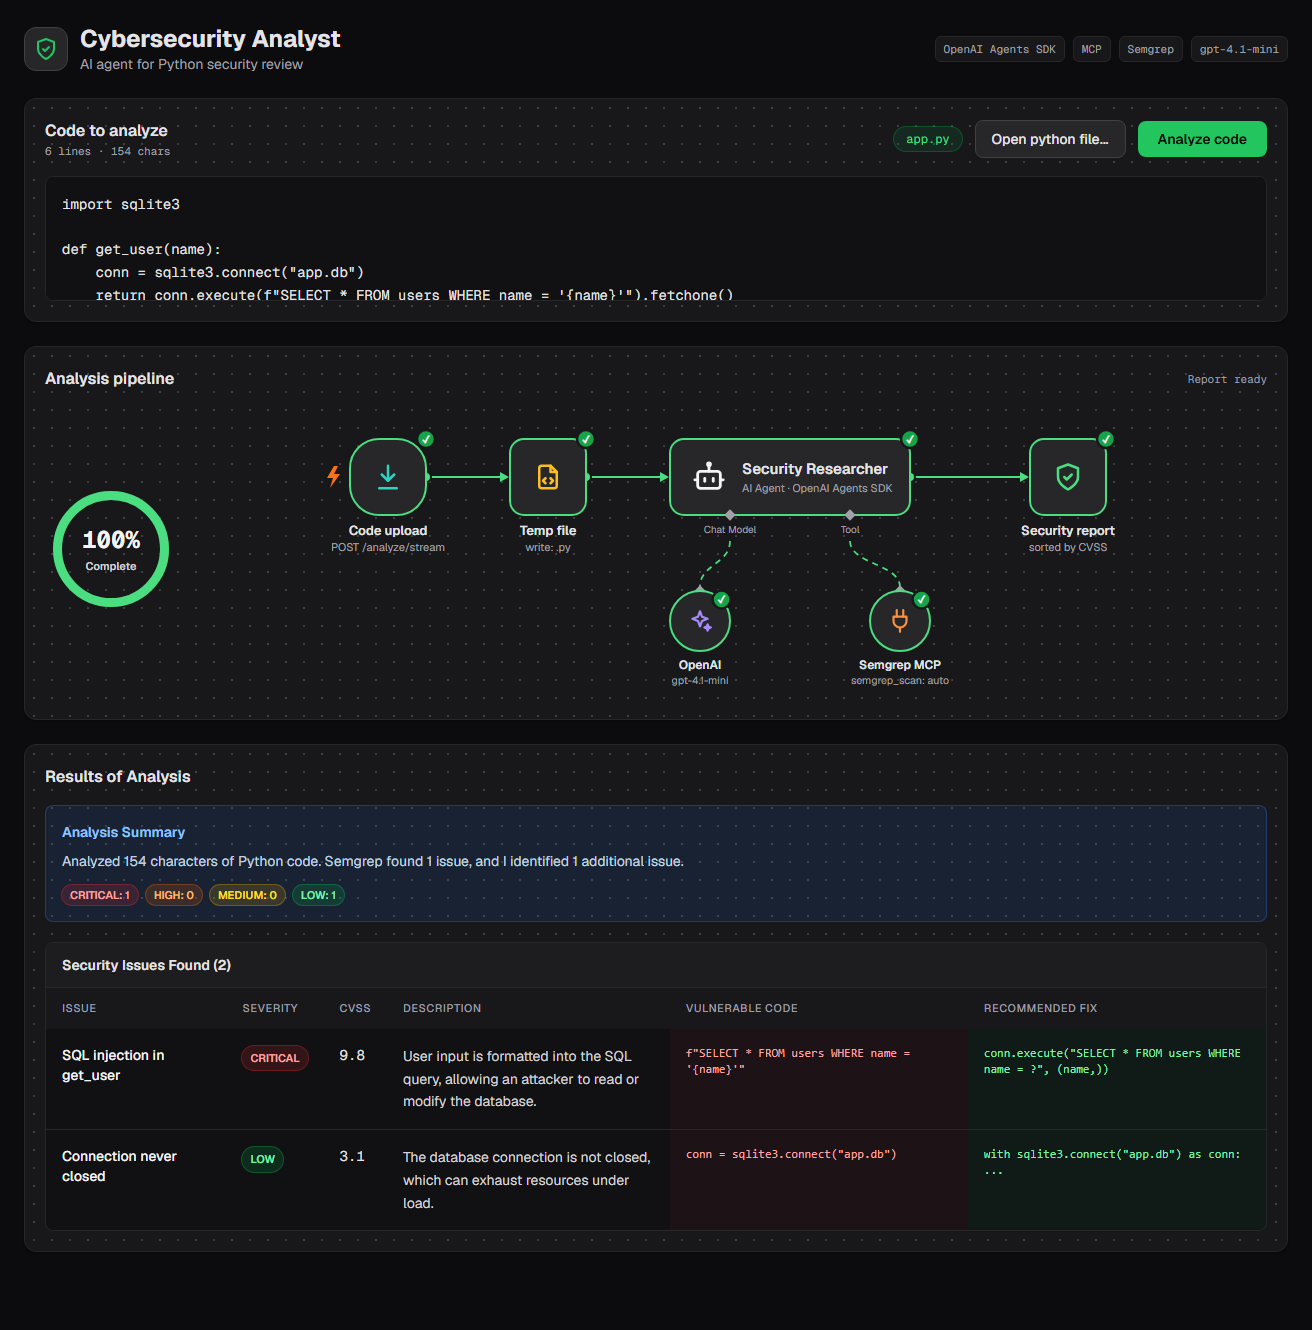 Cybersecurity Analyst
AI agent for Python security review
OpenAI Agents SDK
MCP
Semgrep
gpt-4.1-mini
Code to analyze
6 lines · 154 chars
app.py
Open python file…
Analyze code
import sqlite3
def get_user(name):
    conn = sqlite3.connect("app.db")
    return conn.execute(f"SELECT * FROM users WHERE name = '{name}'").fetchone()
Analysis pipeline
Report ready
100%
Complete
Code upload
POST /analyze/stream
Temp file
write: .py
Security Researcher
AI Agent · OpenAI Agents SDK
Chat Model
Tool
Security report
sorted by CVSS
OpenAI
gpt-4.1-mini
Semgrep MCP
semgrep_scan: auto
Results of Analysis
Analysis Summary
Analyzed 154 characters of Python code. Semgrep found 1 issue, and I identified 1 additional issue.
CRITICAL: 1
HIGH: 0
MEDIUM: 0
LOW: 1
Security Issues Found (2)
ISSUE
SEVERITY
CVSS
DESCRIPTION
VULNERABLE CODE
RECOMMENDED FIX
SQL injection in
get_user
CRITICAL
9.8
User input is formatted into the SQL
query, allowing an attacker to read or
modify the database.
f"SELECT * FROM users WHERE name =
'{name}'"
conn.execute("SELECT * FROM users WHERE
name = ?", (name,))
Connection never
closed
LOW
3.1
The database connection is not closed,
which can exhaust resources under
load.
conn = sqlite3.connect("app.db")
with sqlite3.connect("app.db") as conn:
...